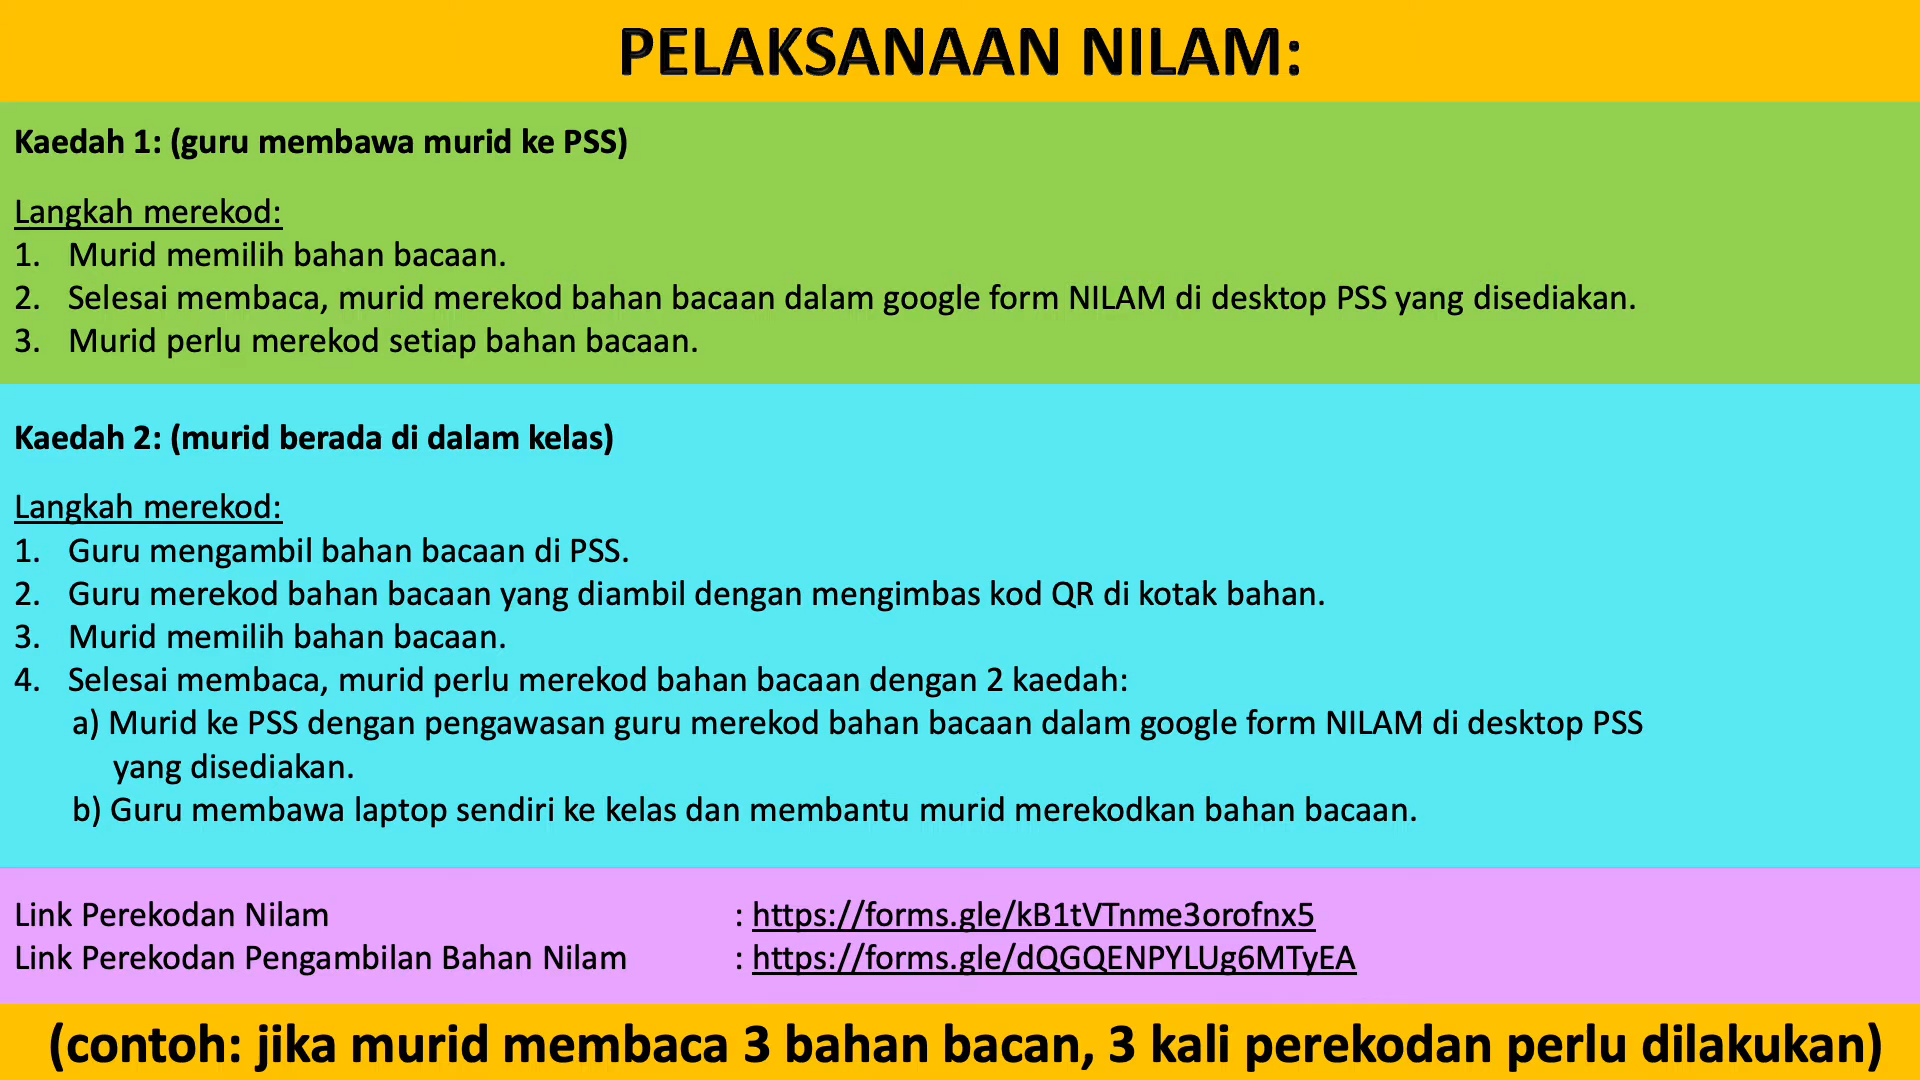 PELAKSANAAN NILAM:
Kaedah 1: (guru membawa murid ke PSS)
Langkah merekod:
1. Murid memilih bahan bacaan.
2. Selesai membaca, murid merekod bahan bacaan dalam google form NILAM di desktop PSS yang disediakan.
3. Murid perlu merekod setiap bahan bacaan.
Kaedah 2: (murid berada di dalam kelas)
Langkah merekod:
1. Guru mengambil bahan bacaan di PSS.
2. Guru merekod bahan bacaan yang diambil dengan mengimbas kod QR di kotak bahan.
3. Murid memilih bahan bacaan.
4. Selesai membaca, murid perlu merekod bahan bacaan dengan 2 kaedah:
a) Murid ke PSS dengan pengawasan guru merekod bahan bacaan dalam google form NILAM di desktop PSS
yang disediakan.
b) Guru membawa laptop sendiri ke kelas dan membantu murid merekodkan bahan bacaan.
Link Perekodan Nilam : https://forms.gle/kB1tVTnme3orofnx5
Link Perekodan Pengambilan Bahan Nilam : https://forms.gle/dQGQENPYLUg6MTyEA
(contoh: jika murid membaca 3 bahan bacan, 3 kali perekodan perlu dilakukan)